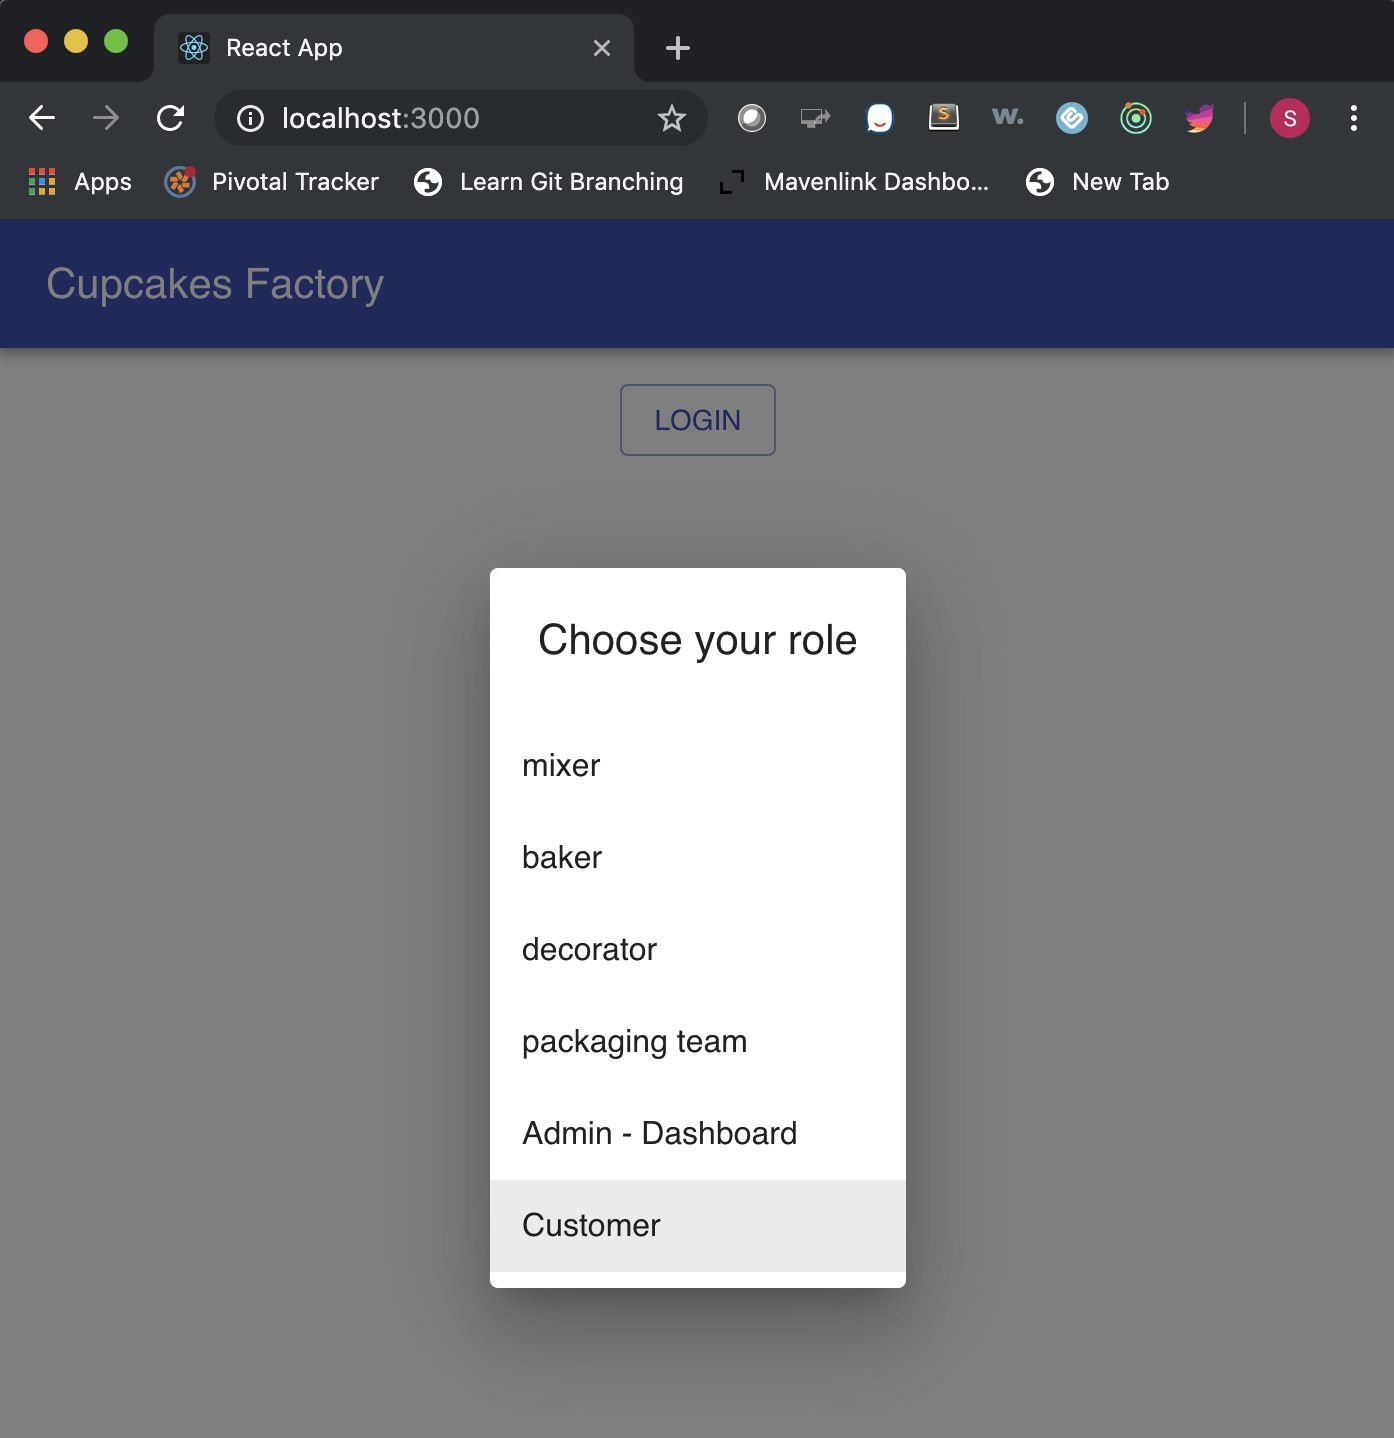 React App
localhost:3000
S
w.
S
Apps Pivotal Tracker Learn Git Branching Mavenlink Dashbo... New Tab
Cupcakes Factory
LOGIN
Choose your role
mixer
baker
decorator
packaging team
Admin - Dashboard
Customer